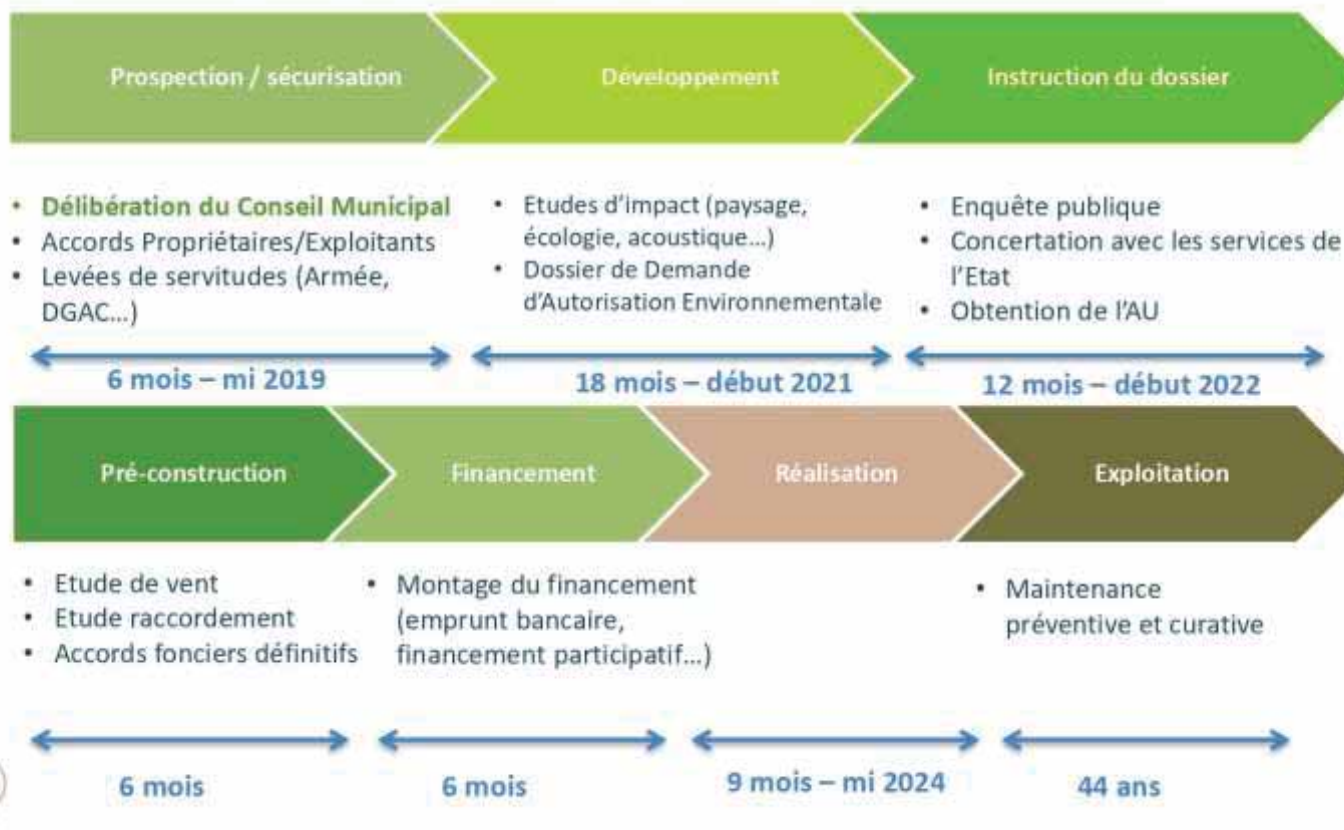 Prospection / sécurisation
Développement
Instruction du dossier
• Délibération du Conseil Municipal
• Accords Propriétaires/Exploitants
• Levées de servitudes (Armée,
DGAC...)
• Etudes d'impact (paysage,
écologie, acoustique...)
• Dossier de Demande
d'Autorisation Environnementale
• Enquête publique
• Concertation avec les services de
l'Etat
• Obtention de l'AU
6 mois – mi 2019
18 mois – début 2021
12 mois – début 2022
Pré-construction
Financement
Réalisation
Exploitation
• Etude de vent
• Etude raccordement
• Accords fonciers définitifs
• Montage du financement
(emprunt bancaire,
financement participatif...)
• Maintenance
préventive et curative
6 mois
6 mois
9 mois – mi 2024
44 ans